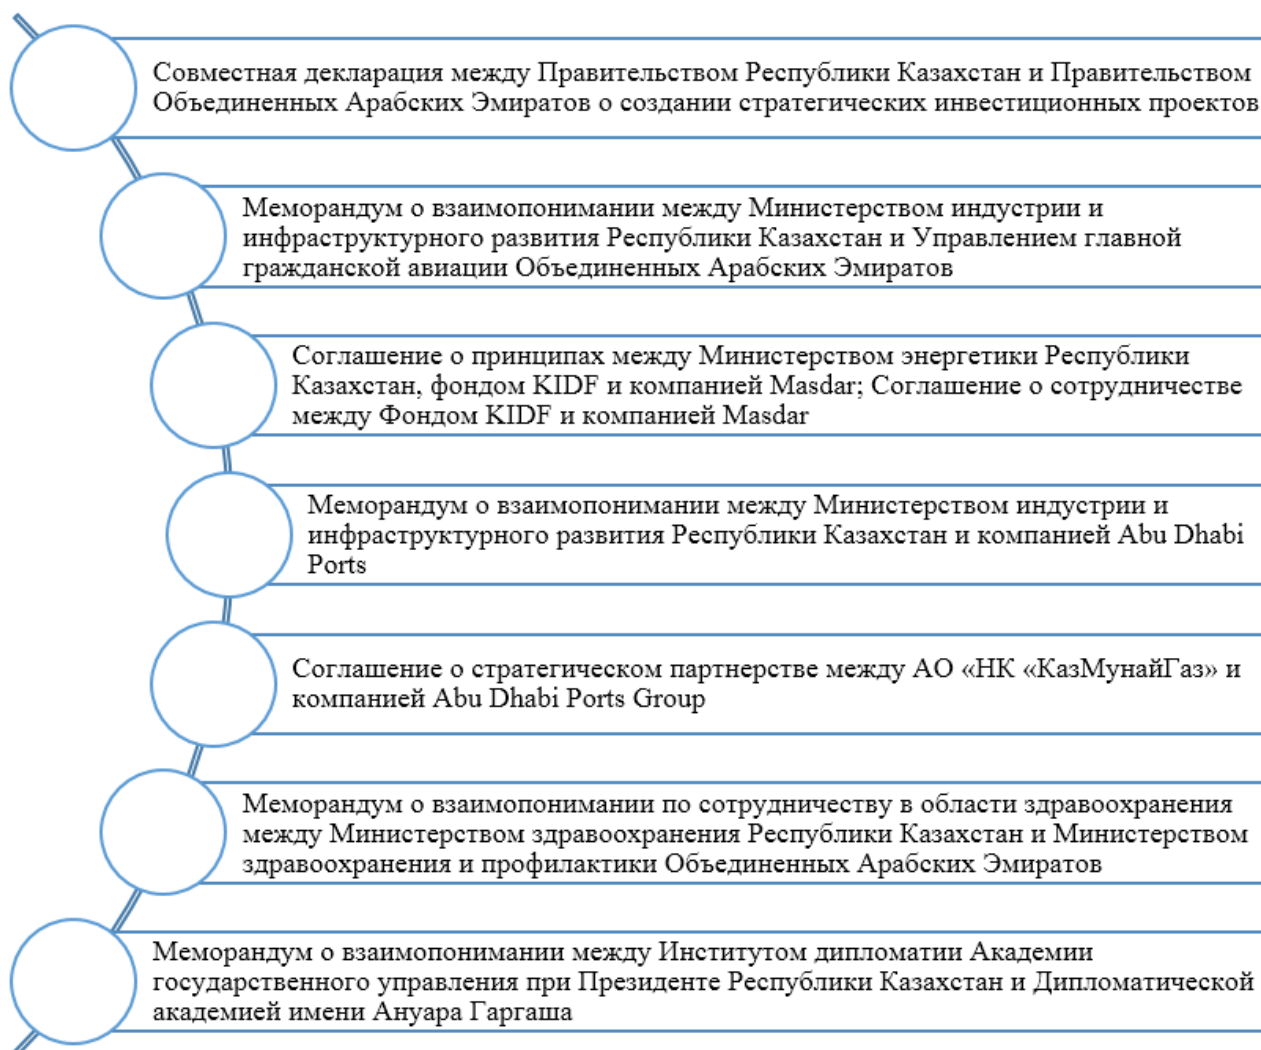 Совместная декларация между Правительством Республики Казахстан и Правительством
Объединенных Арабских Эмиратов о создании стратегических инвестиционных проектов
Меморандум о взаимопонимании между Министерством индустрии и
инфраструктурного развития Республики Казахстан и Управлением главной
гражданской авиации Объединенных Арабских Эмиратов
Соглашение о принципах между Министерством энергетики Республики
Казахстан, фондом KIDF и компанией Masdar; Соглашение о сотрудничестве
между Фондом KIDF и компанией Masdar
Меморандум о взаимопонимании между Министерством индустрии и
инфраструктурного развития Республики Казахстан и компанией Abu Dhabi
Ports
Соглашение о стратегическом партнерстве между АО «НК «КазМунайГаз» и
компанией Abu Dhabi Ports Group
Меморандум о взаимопонимании по сотрудничеству в области здравоохранения
между Министерством здравоохранения Республики Казахстан и Министерством
здравоохранения и профилактики Объединенных Арабских Эмиратов
Меморандум о взаимопонимании между Институтом дипломатии Академии
государственного управления при Президенте Республики Казахстан и Дипломатической
академией имени Ануара Гаргаша